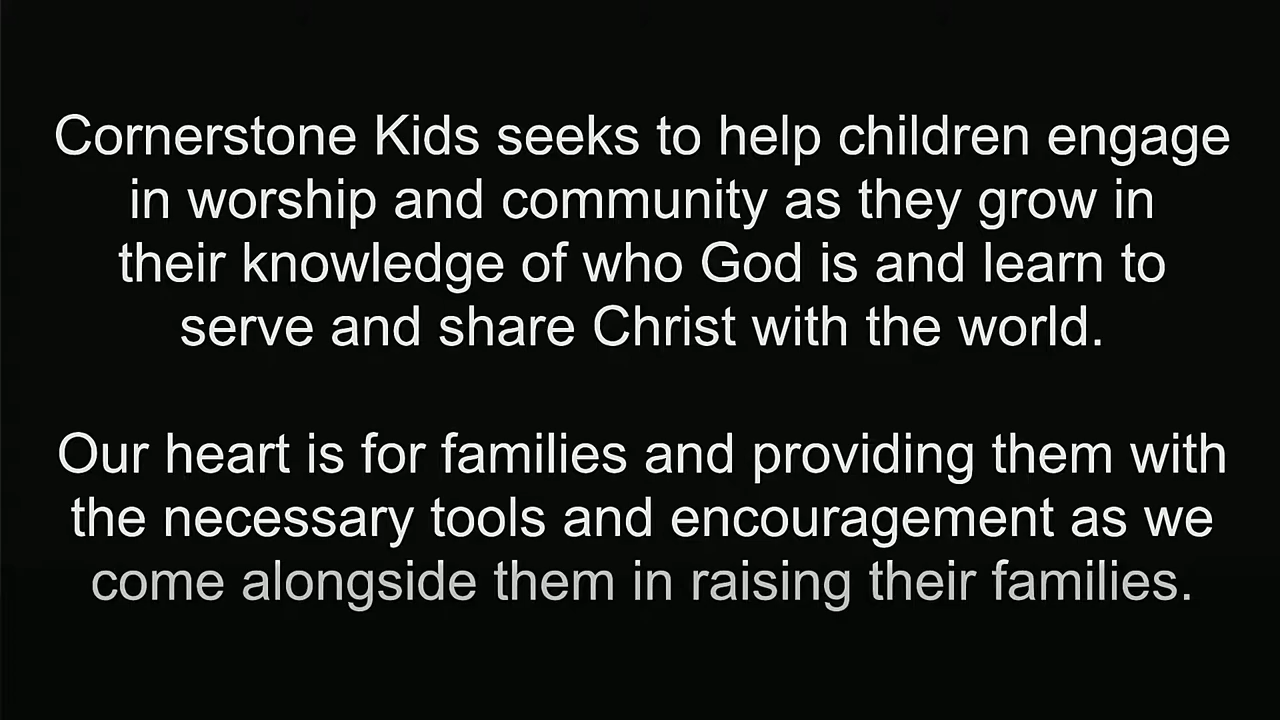 Cornerstone Kids seeks to help children engage
in worship and community as they grow in
their knowledge of who God is and learn to
serve and share Christ with the world.
Our heart is for families and providing them with
the necessary tools and encouragement as we
come alongside them in raising their families.